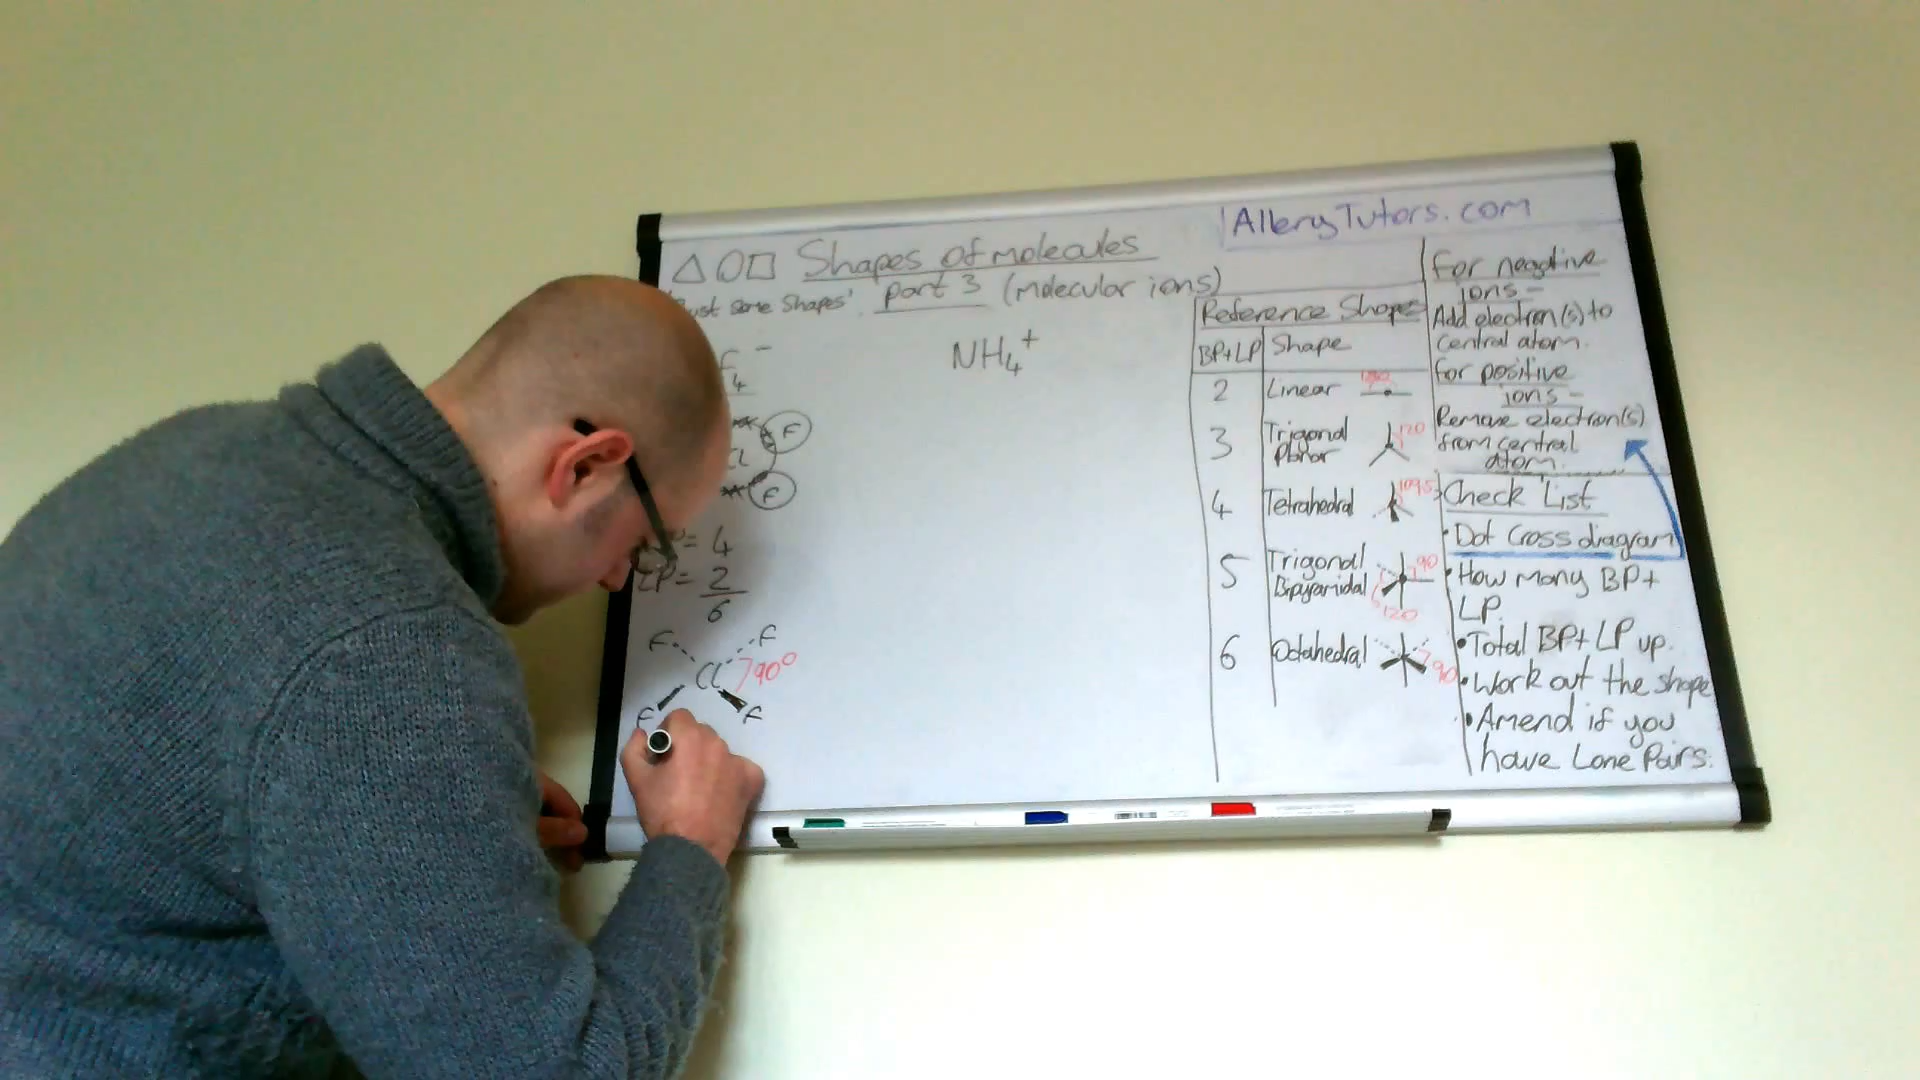 AlleryTutors.com
Shapes of molecules
ust some Shapes'. part 3 (molecular ions)
F4 -
F
Cl
F
= 4
LP= 2
6
F F
Cl 90°
F F
NH4+
Reference Shapes
BP+LP Shape
2 Linear 180
3 Trigonal
Planar 120
4 Tetrahedral 109.5
5 Trigonal
Bipyramidal 90
120
6 Octahedral 90
For negative
ions -
Add electron(s) to
central atom.
for positive
ions -
Remove electron(s)
from central
atom.
Check List
• Dot Cross diagram
• How many BP+
LP.
• Total BP+LP up.
• Work out the shape
• Amend if you
have Lone Pairs.